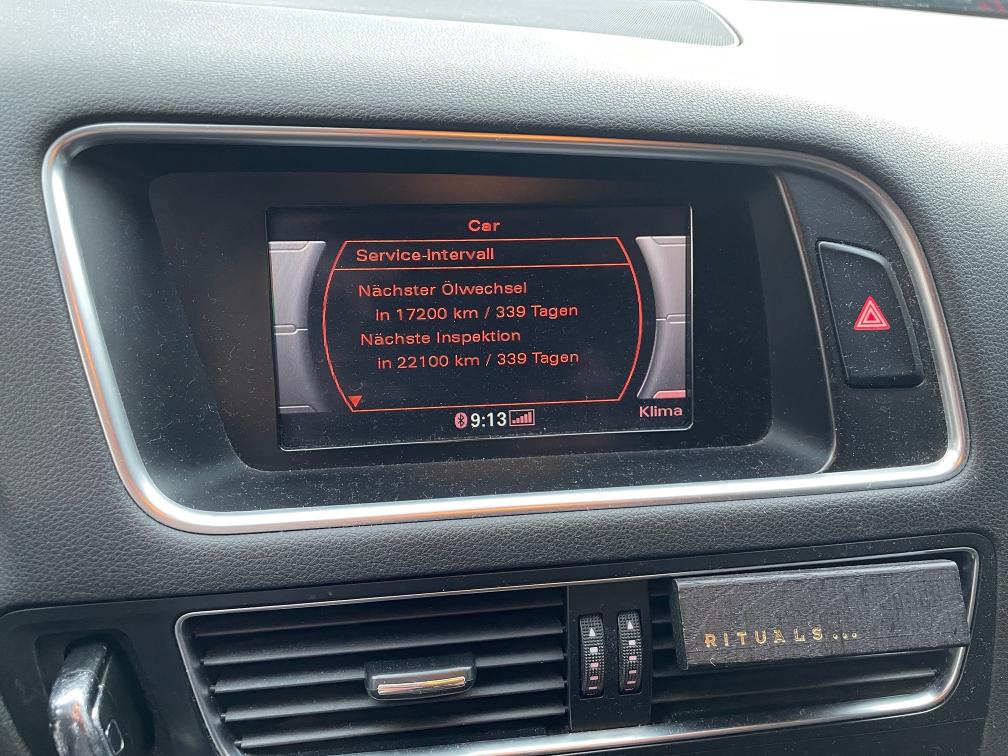 Car
Service-Intervall
Nächster Ölwechsel
in 17200 km / 339 Tagen
Nächste Inspektion
in 22100 km / 339 Tagen
9:13
Klima
RITUALS...